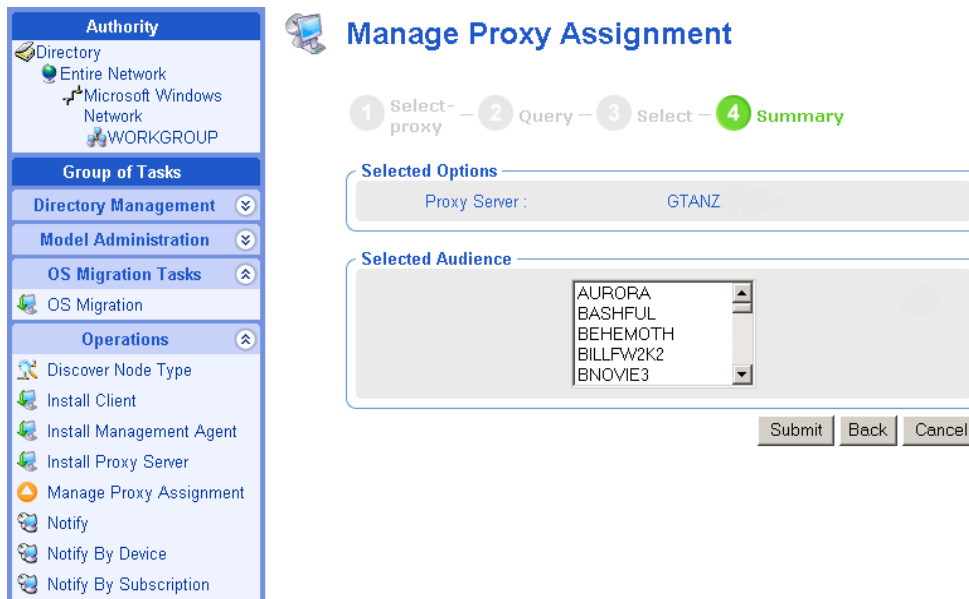 Authority
Directory
Entire Network
Microsoft Windows
Network
WORKGROUP
Group of Tasks
Directory Management
Model Administration
OS Migration Tasks
OS Migration
Operations
Discover Node Type
Install Client
Install Management Agent
Install Proxy Server
Manage Proxy Assignment
Notify
Notify By Device
Notify By Subscription
Manage Proxy Assignment
1 Select-
proxy – 2 Query – 3 Select – 4 Summary
Selected Options
Proxy Server : GTANZ
Selected Audience
AURORA
BASHFUL
BEHEMOTH
BILLFW2K2
BNOVIE3
Submit Back Cancel